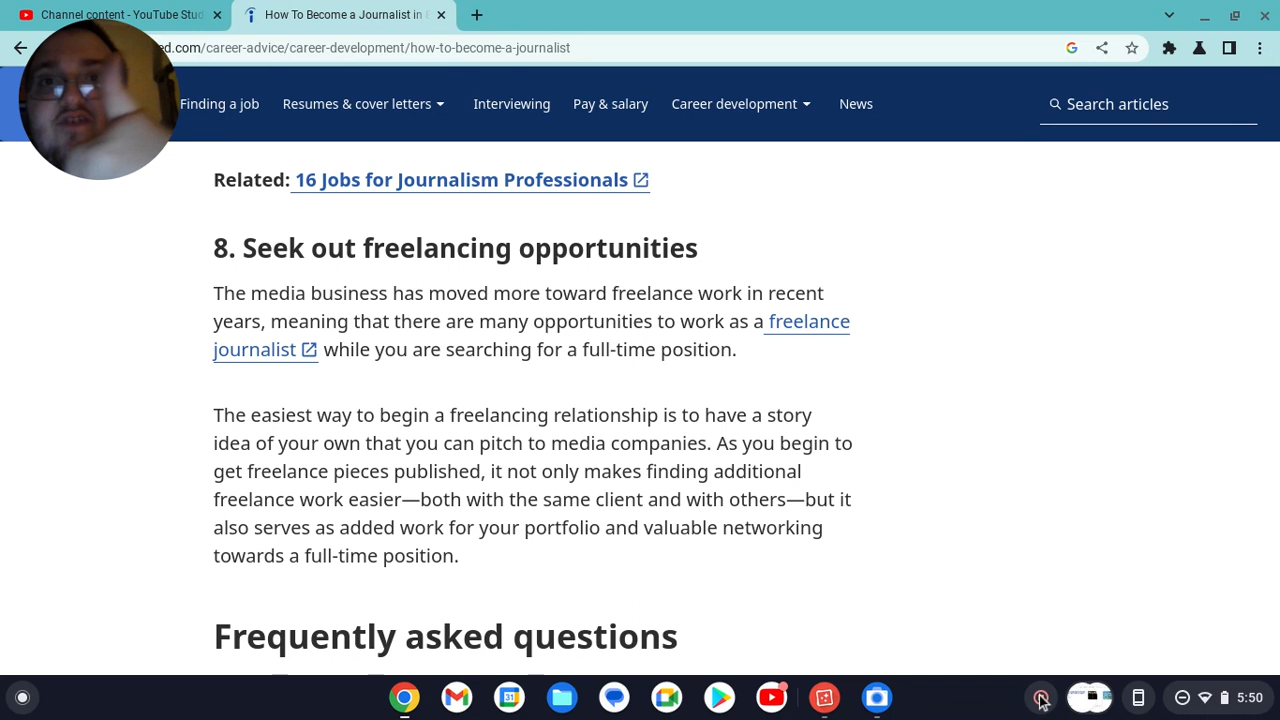 Channel content - YouTube Stud
How To Become a Journalist in
ed.com/career-advice/career-development/how-to-become-a-journalist
Finding a job Resumes & cover letters Interviewing Pay & salary Career development News Search articles
Related: 16 Jobs for Journalism Professionals
8. Seek out freelancing opportunities
The media business has moved more toward freelance work in recent
years, meaning that there are many opportunities to work as a freelance
journalist while you are searching for a full-time position.
The easiest way to begin a freelancing relationship is to have a story
idea of your own that you can pitch to media companies. As you begin to
get freelance pieces published, it not only makes finding additional
freelance work easier—both with the same client and with others—but it
also serves as added work for your portfolio and valuable networking
towards a full-time position.
Frequently asked questions
31
5:50